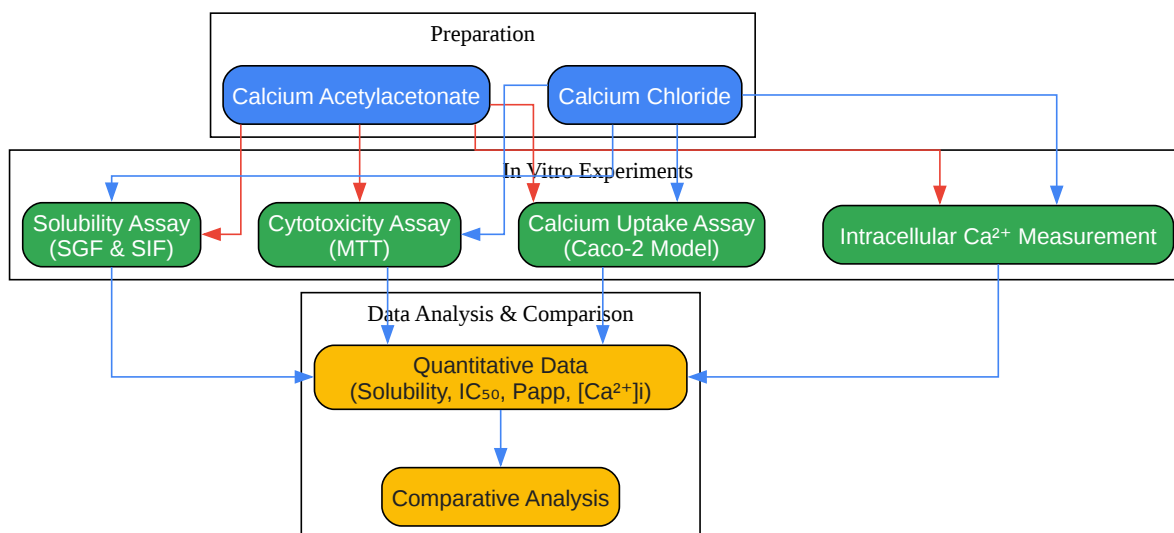 Preparation
Calcium Acetylacetonate
Calcium Chloride
In Vitro Experiments
Solubility Assay
(SGF & SIF)
Cytotoxicity Assay
(MTT)
Calcium Uptake Assay
(Caco-2 Model)
Intracellular Ca²⁺ Measurement
Data Analysis & Comparison
Quantitative Data
(Solubility, IC₅₀, Papp, [Ca²⁺]i)
Comparative Analysis